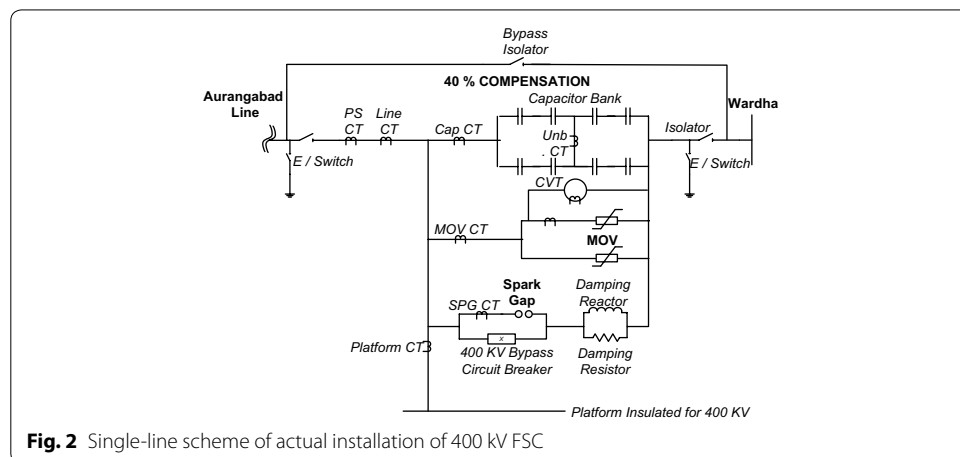 Bypass
Isolator
40 % COMPENSATION
Aurangabad
Line
PS
CT
Line
CT
Cap CT
Capacitor Bank
Unb
. CT
Isolator
Wardha
E / Switch
E / Switch
CVT
MOV CT
MOV
Spark
Gap
SPG CT
Damping
Reactor
x
400 KV Bypass
Circuit Breaker
Damping
Resistor
Platform CT
Platform Insulated for 400 KV
Fig. 2 Single-line scheme of actual installation of 400 kV FSC